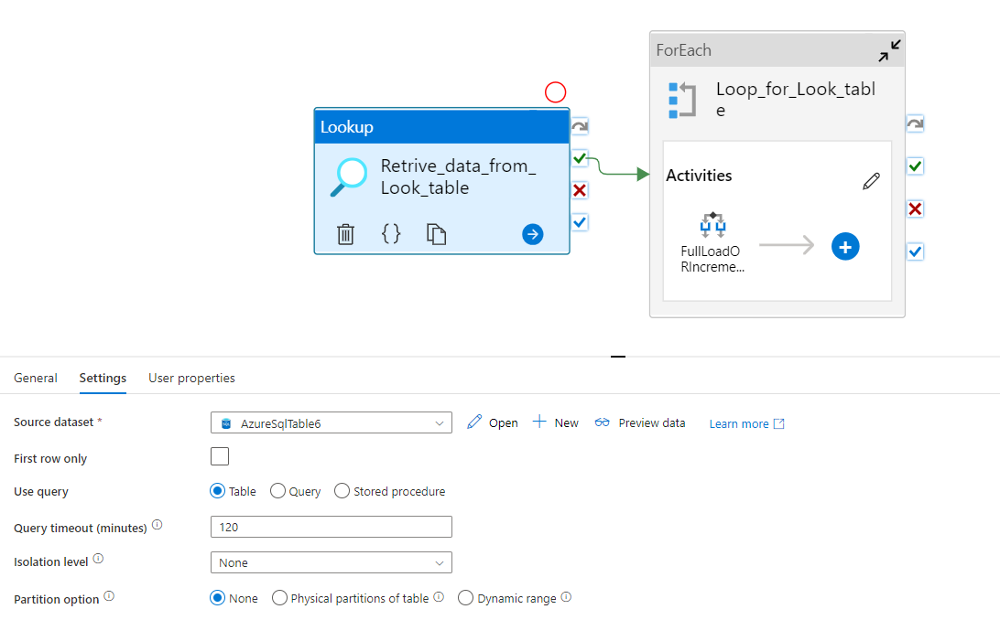 ForEach
Loop_for_Look_tabl
e
Lookup
Retrive_data_from_
Look_table
{}
Activities
FullLoadO
RIncreme...
General Settings User properties
Source dataset * AzureSqlTable6 Open New Preview data Learn more
First row only
Use query Table Query Stored procedure
Query timeout (minutes) 120
Isolation level None
Partition option None Physical partitions of table Dynamic range